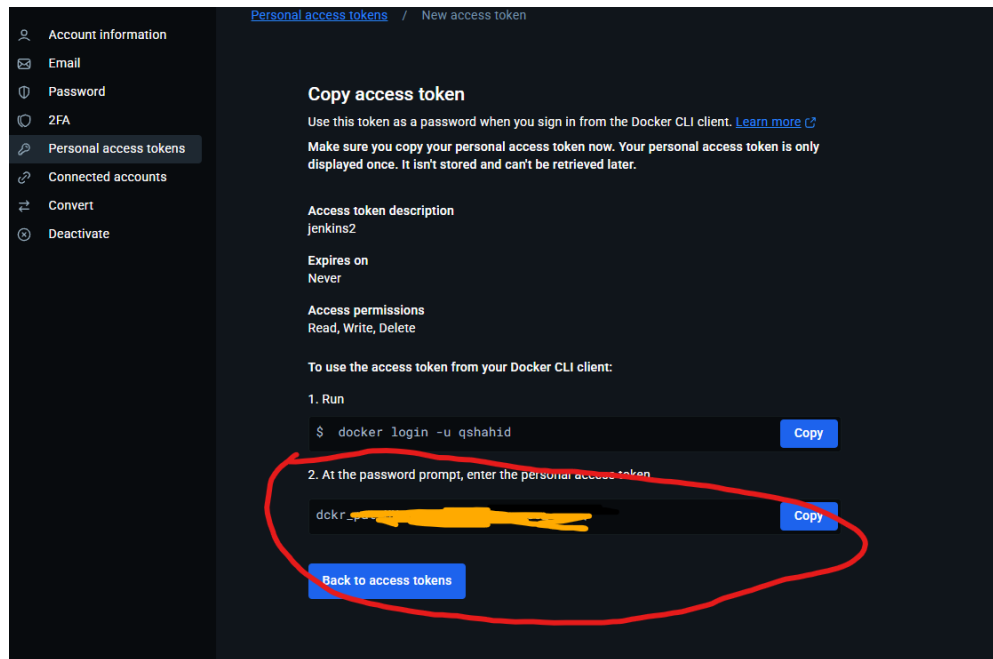 Personal access tokens / New access token
Account information
Email
Password
2FA
Personal access tokens
Connected accounts
Convert
Deactivate
Copy access token
Use this token as a password when you sign in from the Docker CLI client. Learn more
Make sure you copy your personal access token now. Your personal access token is only
displayed once. It isn't stored and can't be retrieved later.
Access token description
jenkins2
Expires on
Never
Access permissions
Read, Write, Delete
To use the access token from your Docker CLI client:
1. Run
$ docker login -u qshahid
Copy
2. At the password prompt, enter the personal access token
Copy
Back to access tokens